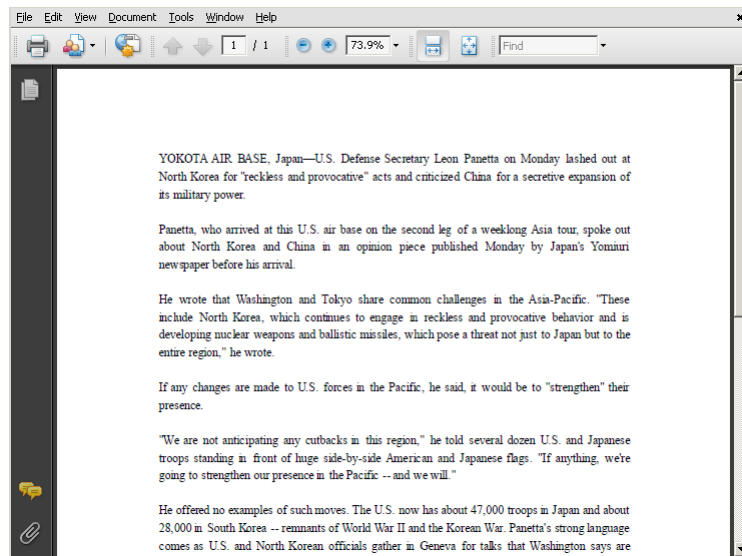 File Edit View Document Tools Window Help
1 / 1 73.9% Find
YOKOTA AIR BASE, Japan—U.S. Defense Secretary Leon Panetta on Monday lashed out at
North Korea for "reckless and provocative" acts and criticized China for a secretive expansion of
its military power.
Panetta, who arrived at this U.S. air base on the second leg of a weeklong Asia tour, spoke out
about North Korea and China in an opinion piece published Monday by Japan's Yomiuri
newspaper before his arrival.
He wrote that Washington and Tokyo share common challenges in the Asia-Pacific. "These
include North Korea, which continues to engage in reckless and provocative behavior and is
developing nuclear weapons and ballistic missiles, which pose a threat not just to Japan but to the
entire region," he wrote.
If any changes are made to U.S. forces in the Pacific, he said, it would be to "strengthen" their
presence.
"We are not anticipating any cutbacks in this region," he told several dozen U.S. and Japanese
troops standing in front of huge side-by-side American and Japanese flags. "If anything, we're
going to strengthen our presence in the Pacific -- and we will."
He offered no examples of such moves. The U.S. now has about 47,000 troops in Japan and about
28,000 in South Korea -- remnants of World War II and the Korean War. Panetta's strong language
comes as U.S. and North Korean officials gather in Geneva for talks that Washington says are